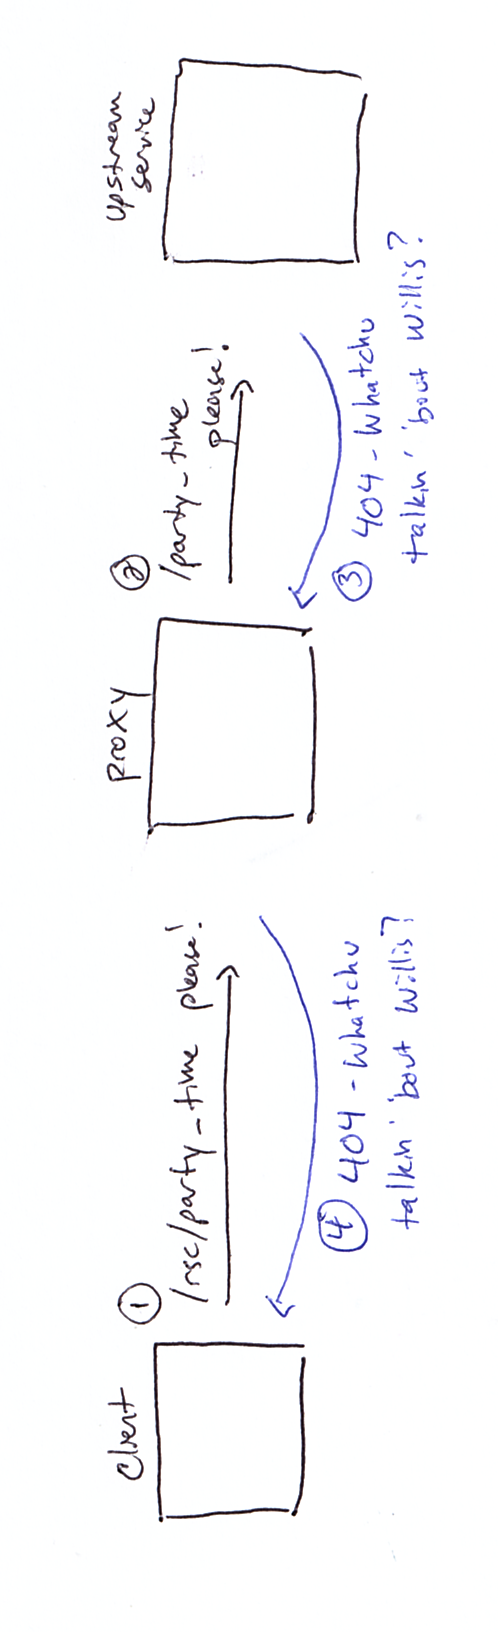 Client
①
/rsc/party-time please!
④ 404 - Whatchu
talkin' 'bout Willis?
Proxy
②
/party-time
please!
③ 404 - Whatchu
talkin' 'bout Willis?
Upstream
Service